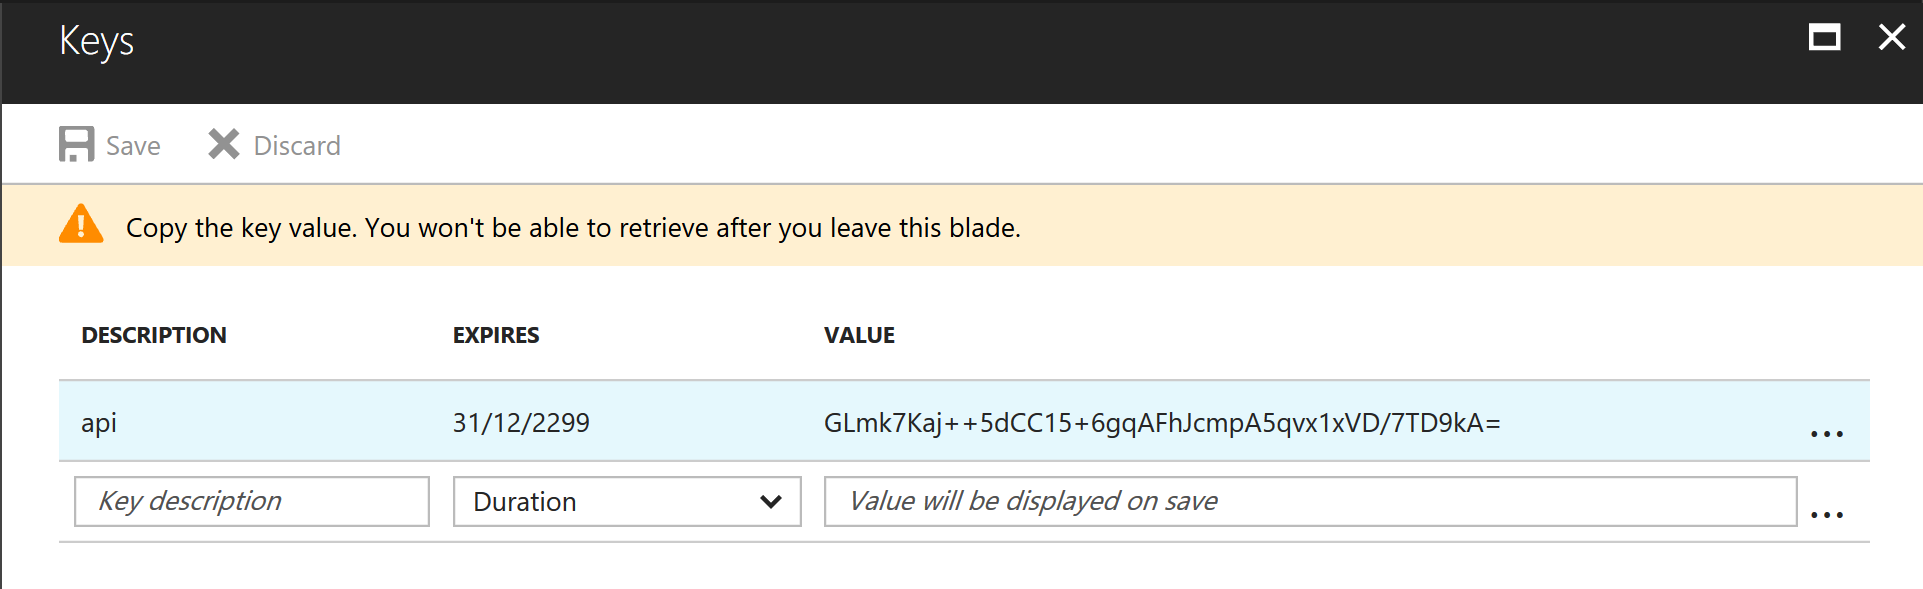 Keys
Save Discard
Copy the key value. You won't be able to retrieve after you leave this blade.
DESCRIPTION EXPIRES VALUE
api 31/12/2299 GLmk7Kaj++5dCC15+6gqAFhJcmpA5qvx1xVD/7TD9kA= ...
Key description Duration Value will be displayed on save ...